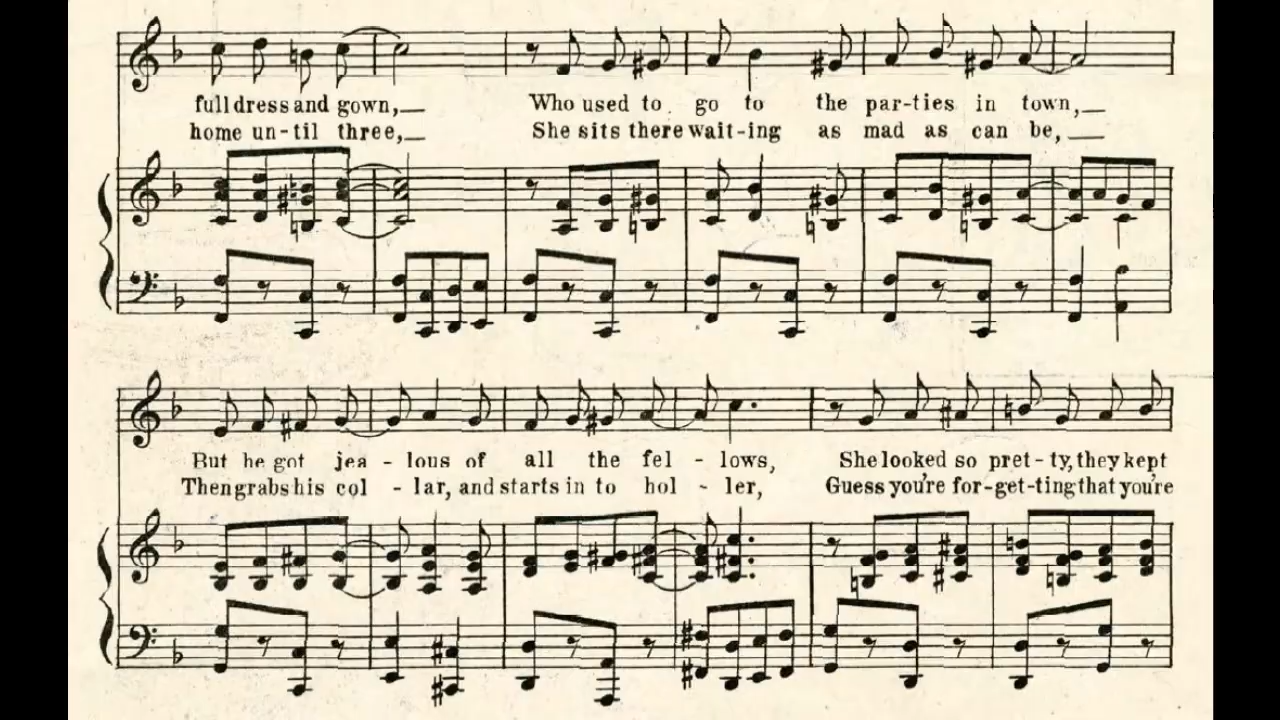 full dress and gown, Who used to go to the par-ties in town,
home un-til three, She sits there wait-ing as mad as can be,
But he got jea - lous of all the fel - lows, She looked so pret-ty, they kept
Then grabs his col - lar, and starts in to hol - ler, Guess you're for-get-ting that you're